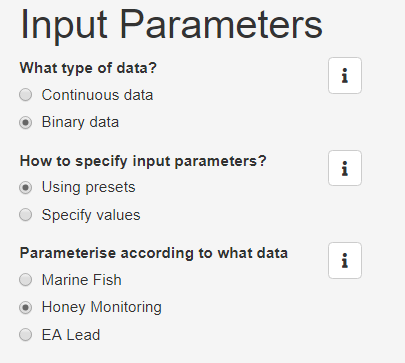 Input Parameters
What type of data?
i
Continuous data
Binary data
How to specify input parameters?
i
Using presets
Specify values
Parameterise according to what data
i
Marine Fish
Honey Monitoring
EA Lead